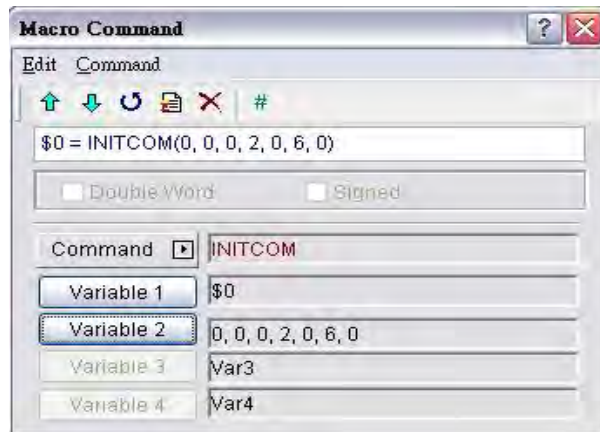 Macro Command
Edit Command
#
$0 = INITCOM(0, 0, 0, 2, 0, 6, 0)
Double Word Signed
Command INITCOM
Variable 1 $0
Variable 2 0, 0, 0, 2, 0, 6, 0
Variable 3 Var3
Variable 4 Var4